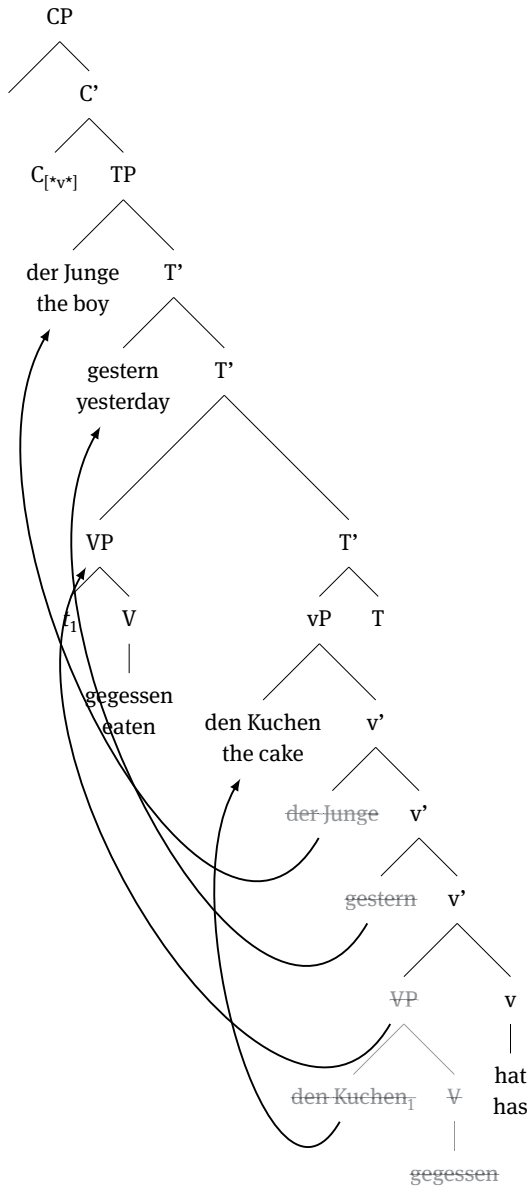 CP
C’
C[*v*] TP
der Junge T’
the boy
gestern T’
yesterday
VP T’
t1 V vP T
gegessen
eaten
den Kuchen v’
the cake
der Junge v’
gestern v’
VP v
den Kuchen1 V hat
has
gegessen